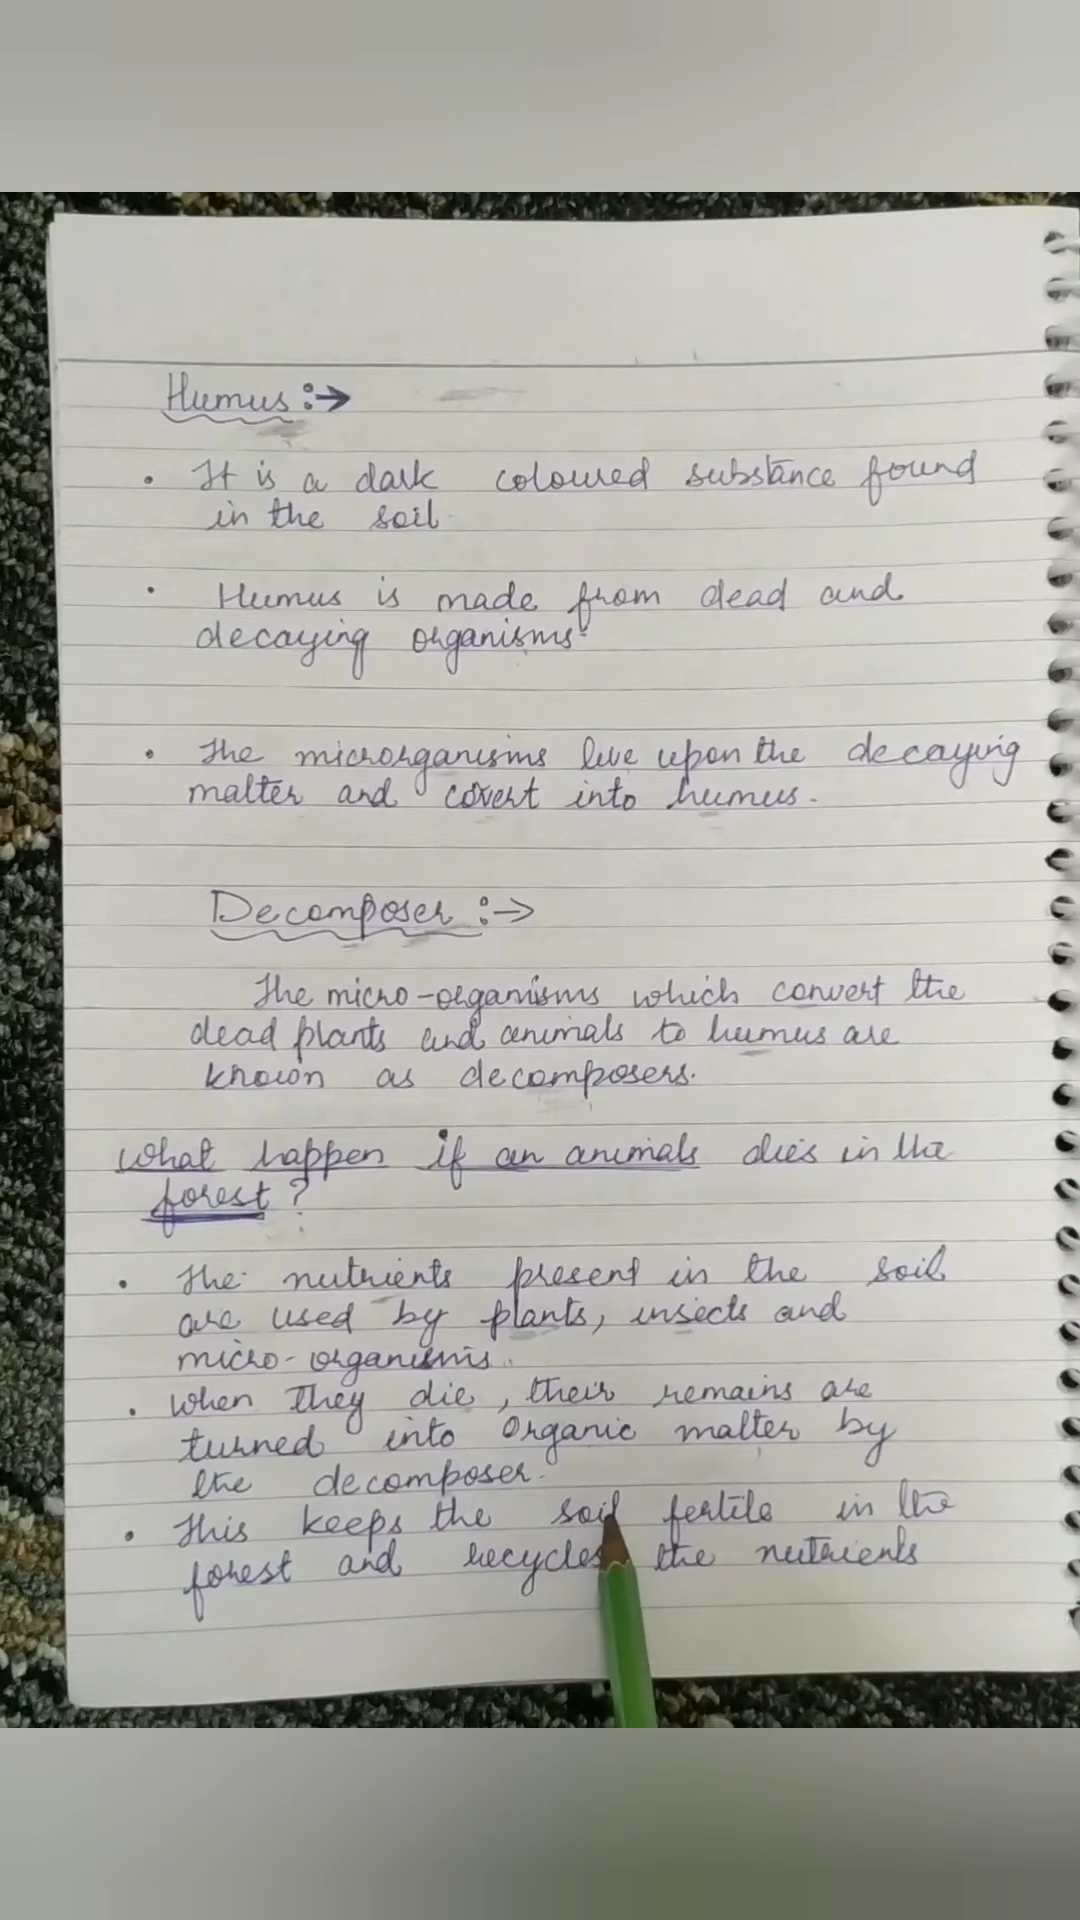 Humus :→
• It is a dark coloured substance found
in the soil.
• Humus is made from dead and
decaying organisms.
• The microrganisms live upon the decaying
matter and covert into humus.
Decomposer :→
The micro-organisms which convert the
dead plants and animals to humus are
known as decomposers.
What happen if an animals dies in the
forest?
• The nutrients present in the soil
are used by plants, insects and
micro-organisms.
• When They die, their remains are
turned into organic matter by
the decomposer.
• This keeps the soil fertile in the
forest and recycles the nutrients